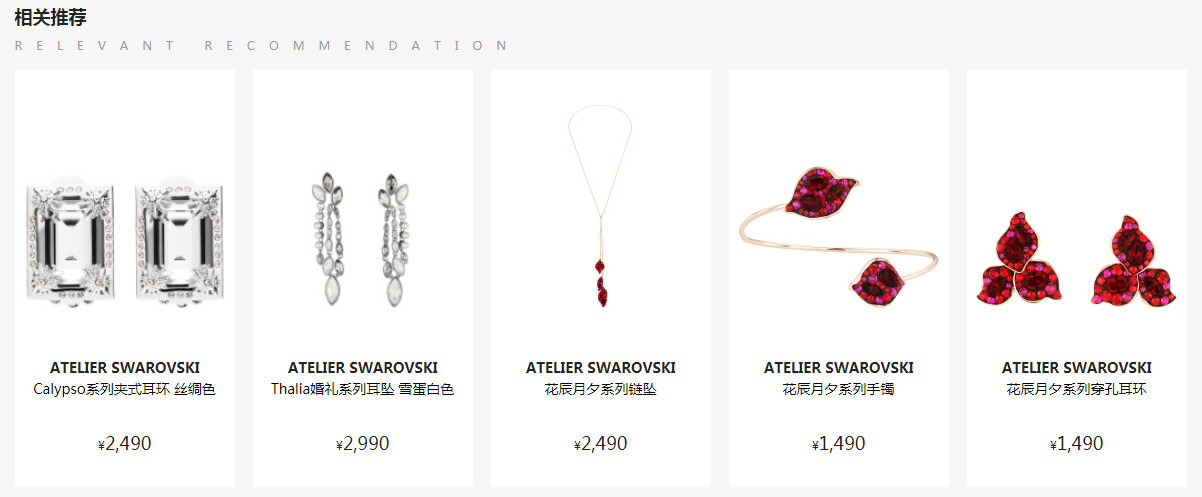 相关推荐
RELEVANT RECOMMENDATION
ATELIER SWAROVSKI
Calypso系列夹式耳环 丝绸色
¥2,490
ATELIER SWAROVSKI
Thalia婚礼系列耳坠 雪蛋白色
¥2,990
ATELIER SWAROVSKI
花辰月夕系列链坠
¥2,490
ATELIER SWAROVSKI
花辰月夕系列手镯
¥1,490
ATELIER SWAROVSKI
花辰月夕系列穿孔耳环
¥1,490